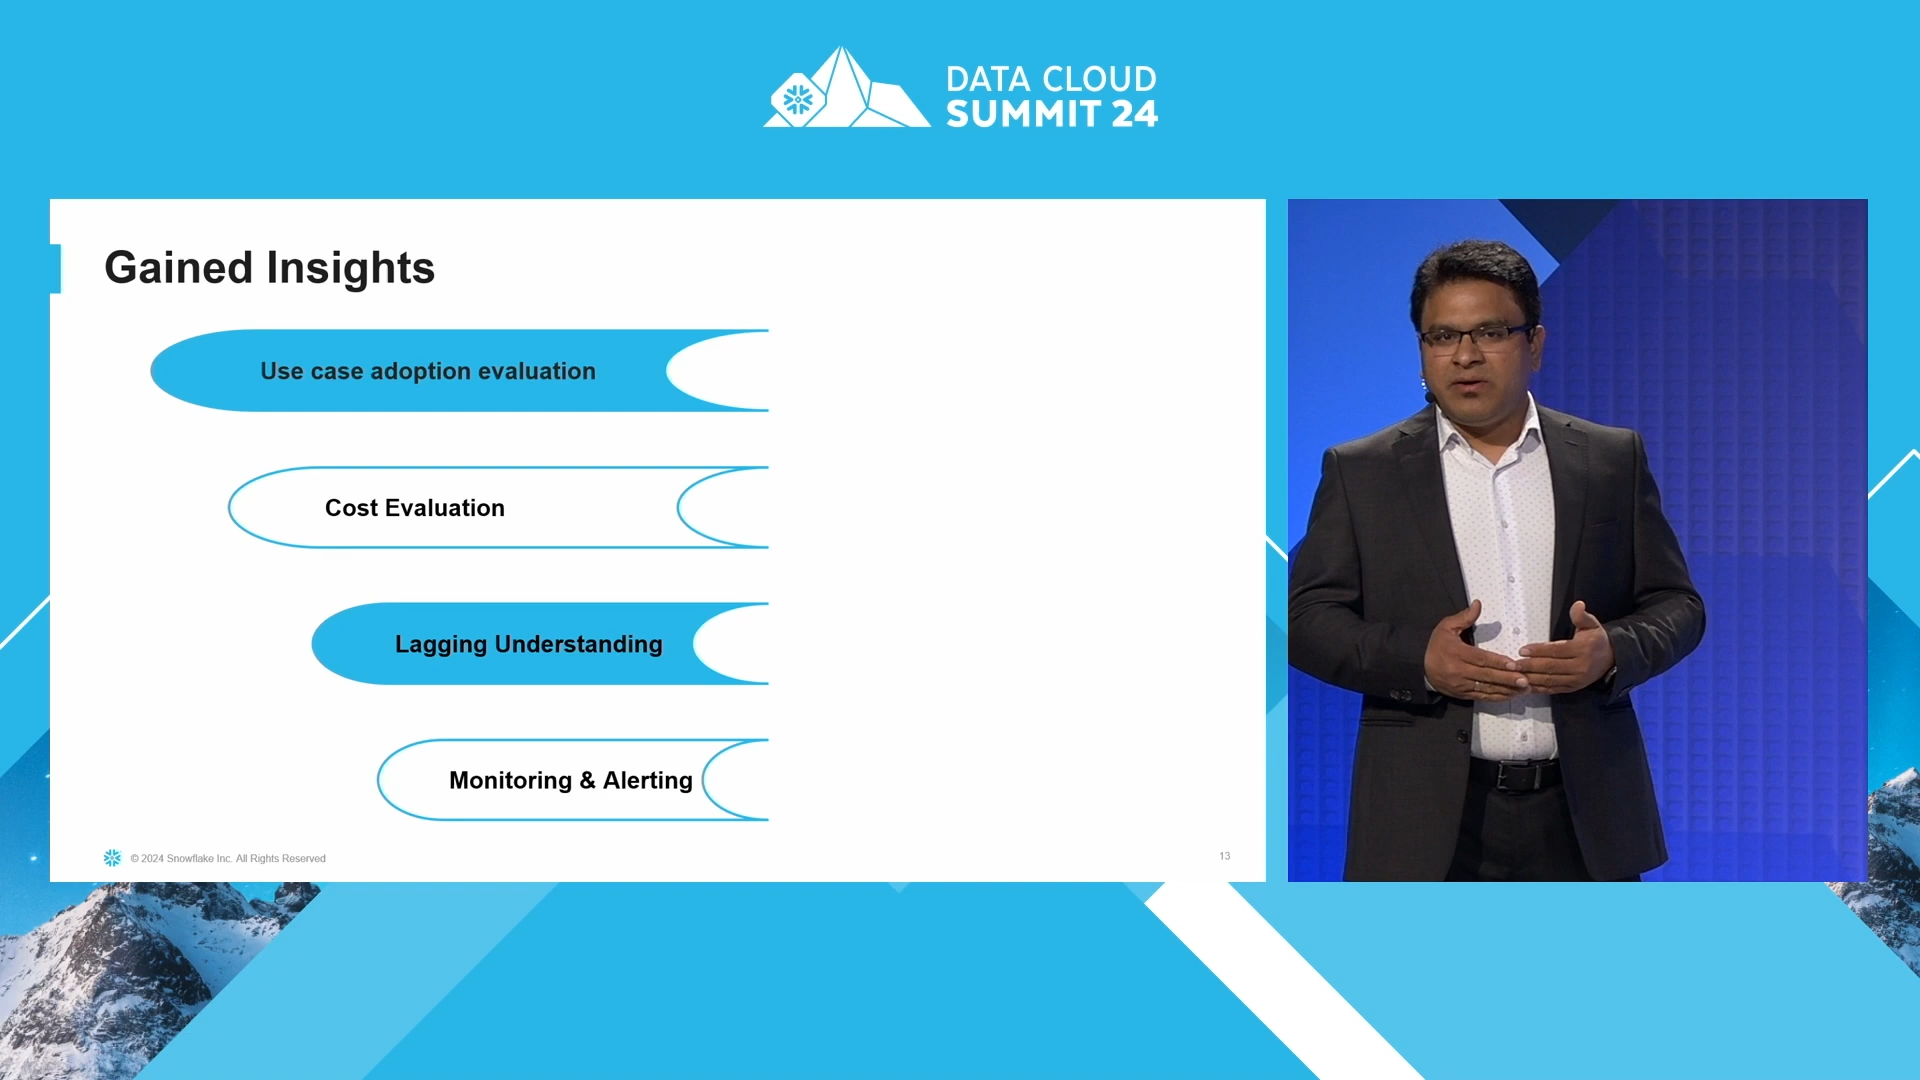 DATA CLOUD
SUMMIT 24
Gained Insights
Use case adoption evaluation
Cost Evaluation
Lagging Understanding
Monitoring & Alerting
© 2024 Snowflake Inc. All Rights Reserved
13